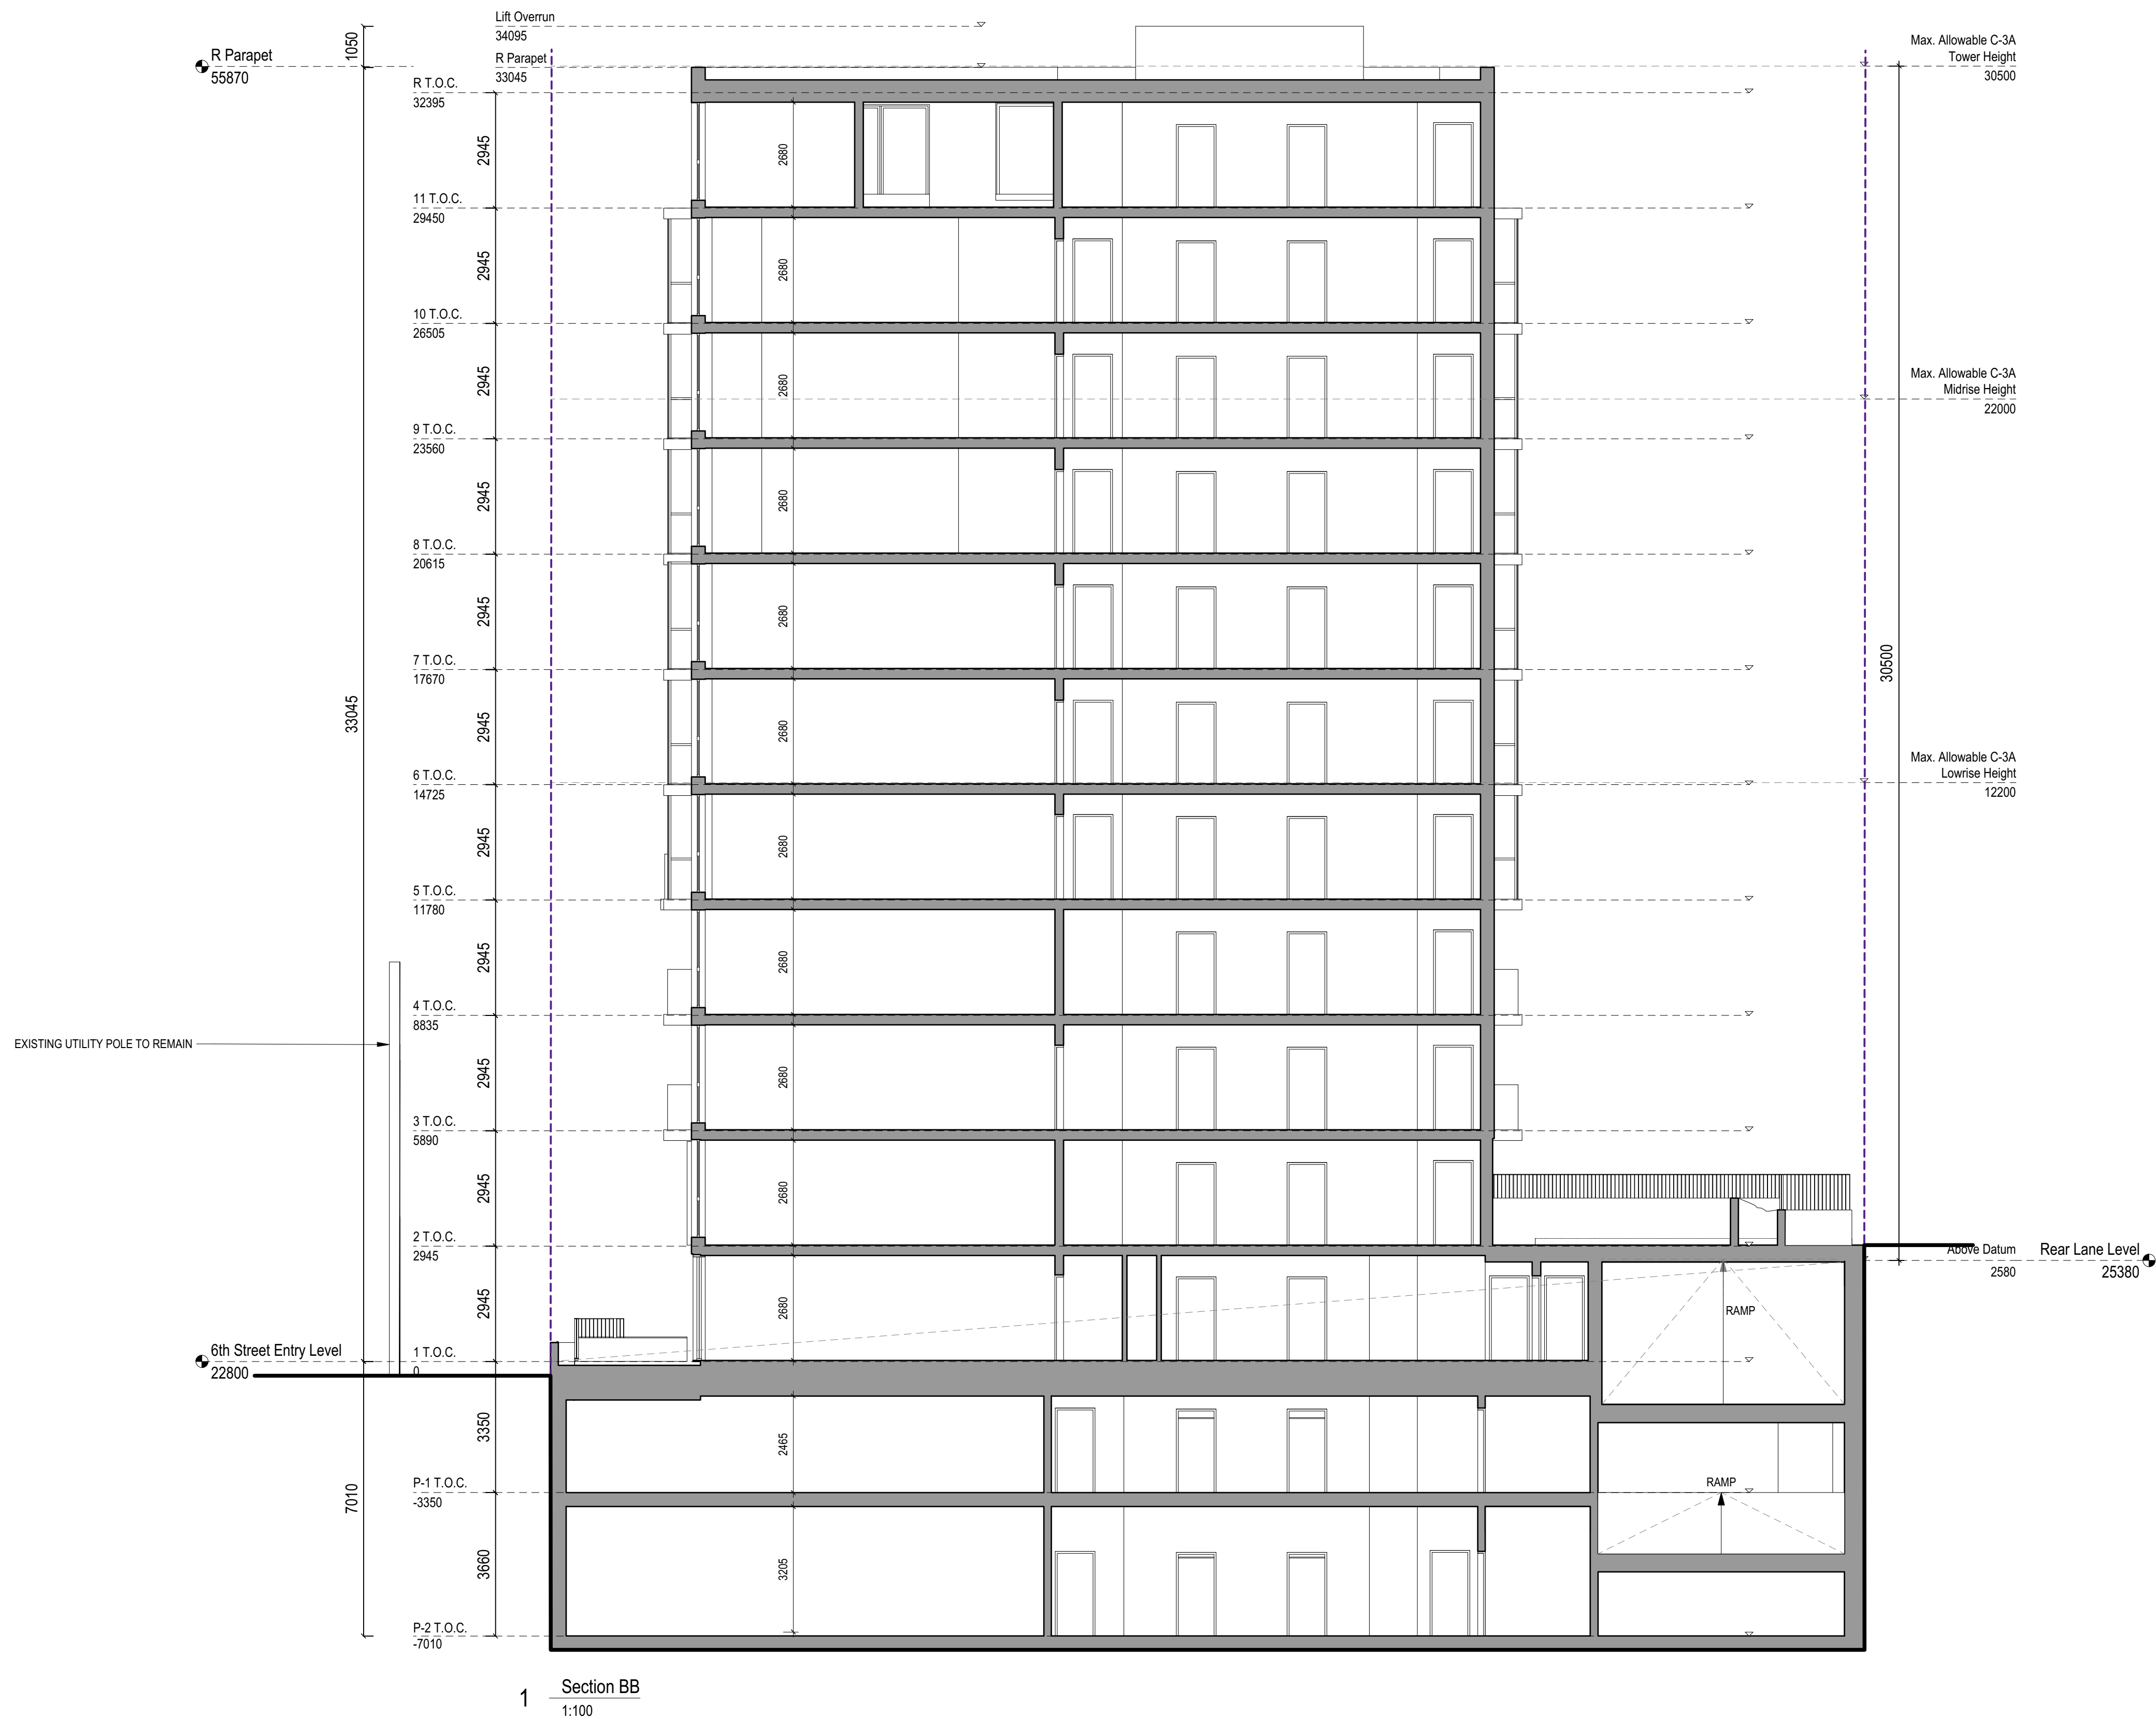 Lift Overrun
34095
R Parapet
33045
R Parapet
55870
1050
Max. Allowable C-3A
Tower Height
30500
R T.O.C.
32395
2945
2680
11 T.O.C.
29450
2945
2680
10 T.O.C.
26505
2945
2680
Max. Allowable C-3A
Midrise Height
22000
9 T.O.C.
23560
2945
2680
8 T.O.C.
20615
2945
2680
7 T.O.C.
17670
33045
30500
2945
2680
6 T.O.C.
14725
Max. Allowable C-3A
Lowrise Height
12200
2945
2680
5 T.O.C.
11780
2945
2680
4 T.O.C.
8835
EXISTING UTILITY POLE TO REMAIN
2945
2680
3 T.O.C.
5890
2945
2680
2 T.O.C.
2945
Above Datum
2580
Rear Lane Level
25380
2945
2680
RAMP
6th Street Entry Level
22800
1 T.O.C.
0
3350
2465
P-1 T.O.C.
-3350
RAMP
7010
3660
3205
P-2 T.O.C.
-7010
1
Section BB
1:100